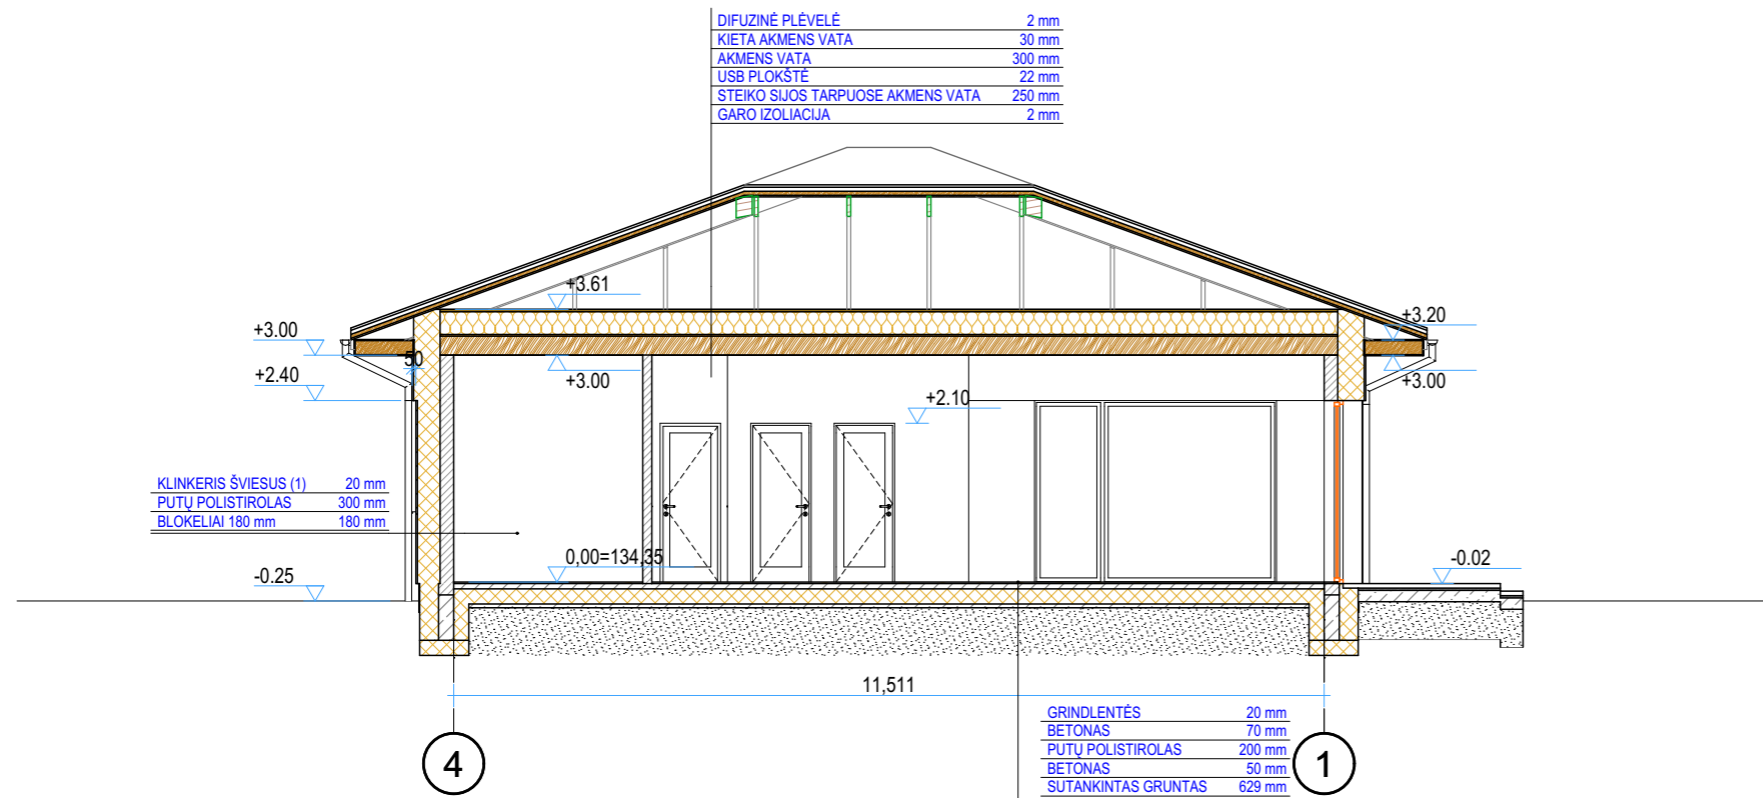 DIFUZINĖ PLĖVELĖ 2 mm
KIETA AKMENS VATA 30 mm
AKMENS VATA 300 mm
USB PLOKŠTĖ 22 mm
STEIKO SIJOS TARPUOSE AKMENS VATA 250 mm
GARO IZOLIACIJA 2 mm
+3.61
+3.00
+3.20
50
+2.40
+3.00
+3.00
+2.10
KLINKERIS ŠVIESUS (1) 20 mm
PUTŲ POLISTIROLAS 300 mm
BLOKELIAI 180 mm 180 mm
0,00=134,35
-0.02
-0.25
11,511
GRINDLENTĖS 20 mm
BETONAS 70 mm
PUTŲ POLISTIROLAS 200 mm
BETONAS 50 mm
SUTANKINTAS GRUNTAS 629 mm
4
1